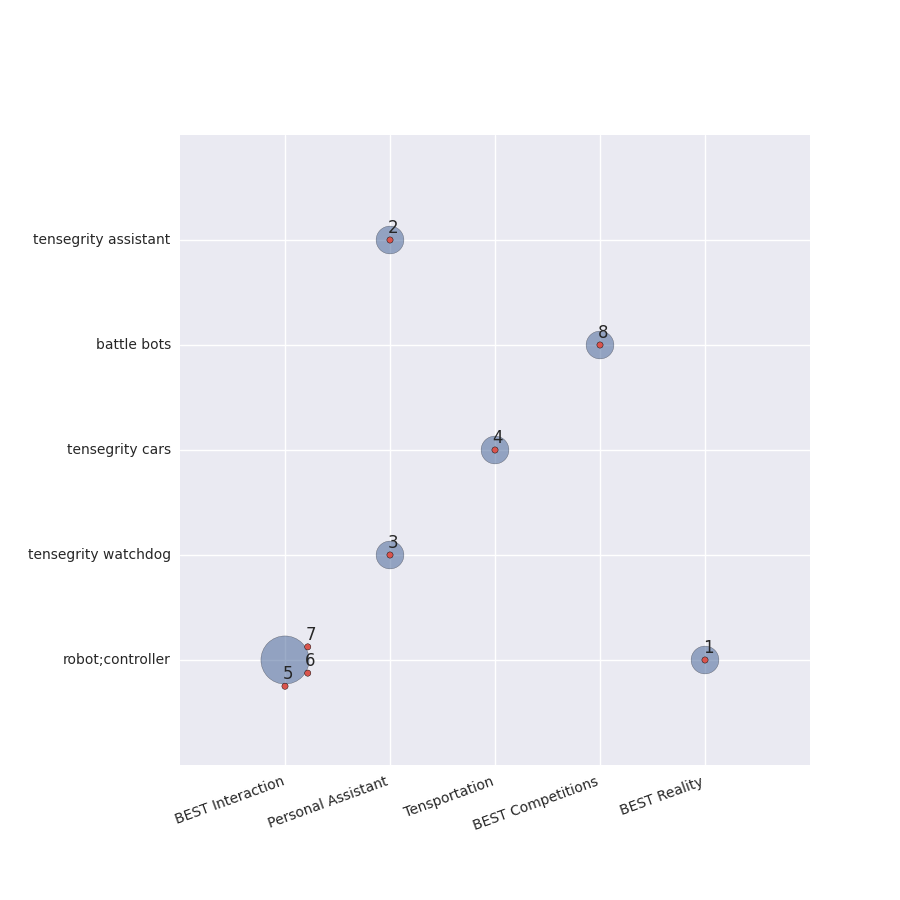 2
tensegrity assistant
8
battle bots
4
tensegrity cars
3
tensegrity watchdog
7
1
robot;controller
6
5
BEST Interaction
Personal Assistant
Tensportation
BEST Competitions
BEST Reality